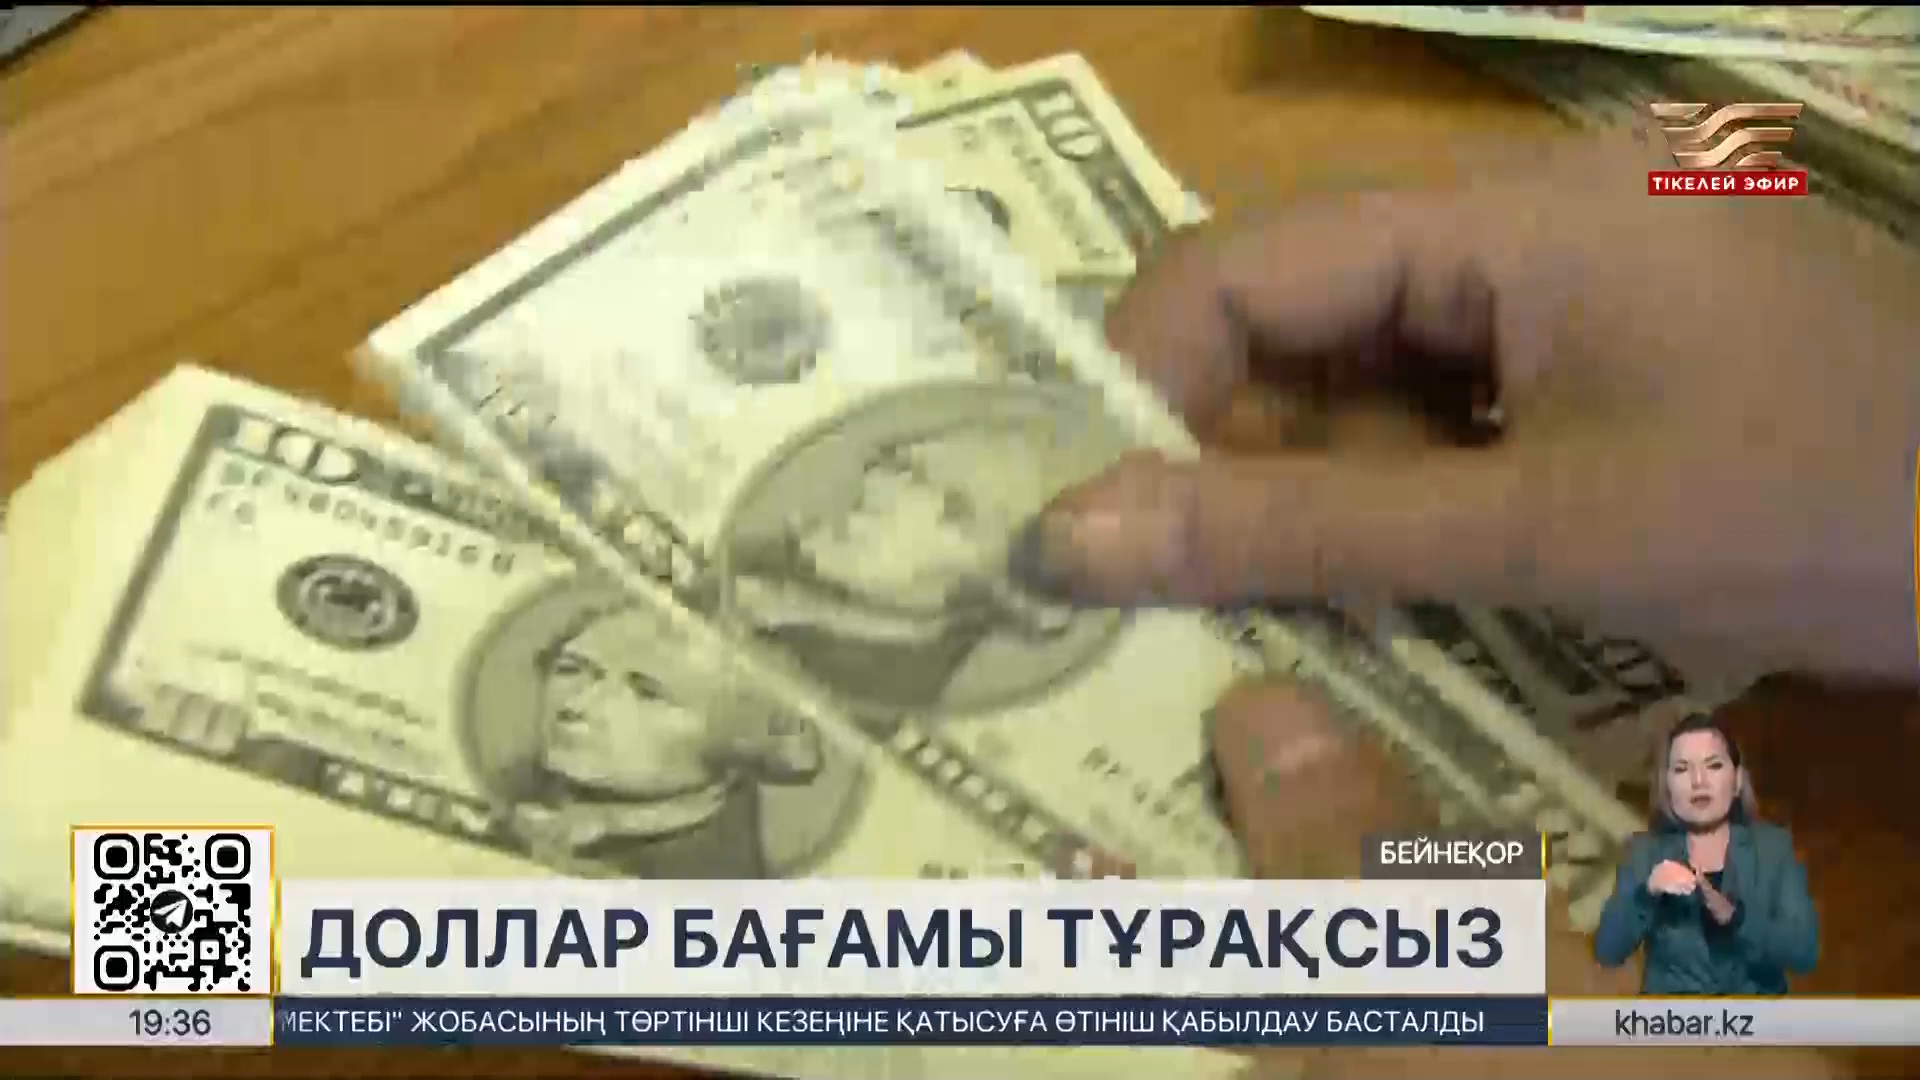 ТІКЕЛЕЙ ЭФИР
БЕЙНЕҚОР
ДОЛЛАР БАҒАМЫ ТҰРАҚСЫЗ
19:36
МЕКТЕБІ" ЖОБАСЫНЫҢ ТӨРТІНШІ КЕЗЕҢІНЕ ҚАТЫСУҒА ӨТІНІШ ҚАБЫЛДАУ БАСТАЛДЫ
khabar.kz